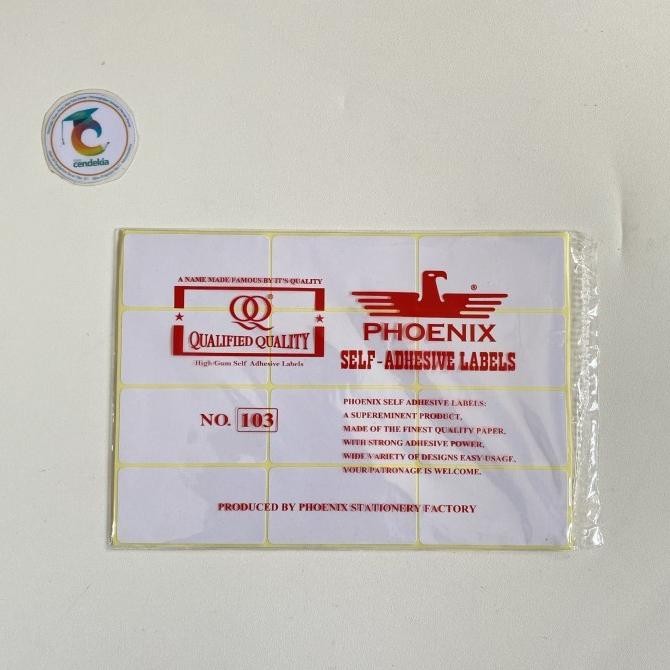 cendekia
A NAME MADE FAMOUS BY IT'S QUALITY
QQ®
QUALIFIED QUALITY
High Gum Self Adhesive Labels
®
PHOENIX
SELF-ADHESIVE LABELS
NO. 103
PHOENIX SELF ADHESIVE LABELS:
A SUPEREMINENT PRODUCT,
MADE OF THE FINEST QUALITY PAPER.
WITH STRONG ADHESIVE POWER,
WIDE VARIETY OF DESIGNS EASY USAGE.
YOUR PATRONAGE IS WELCOME.
PRODUCED BY PHOENIX STATIONERY FACTORY